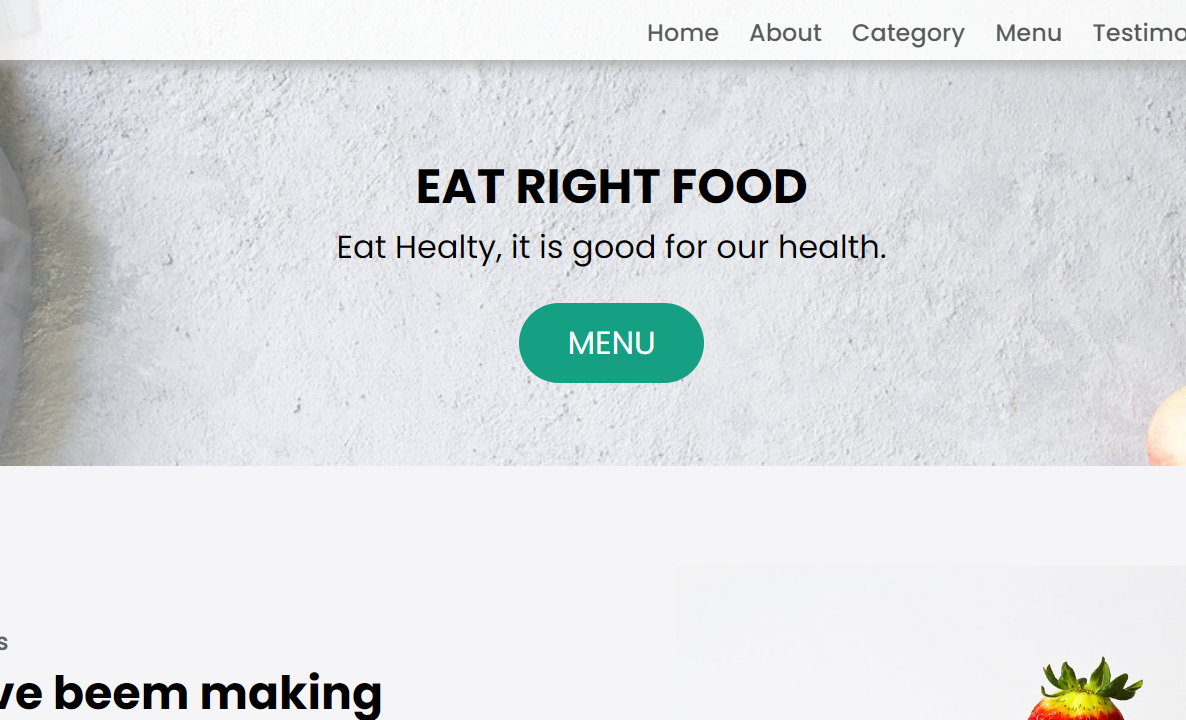 Home About Category Menu Testimo
EAT RIGHT FOOD
Eat Healty, it is good for our health.
MENU
s
ve beem making